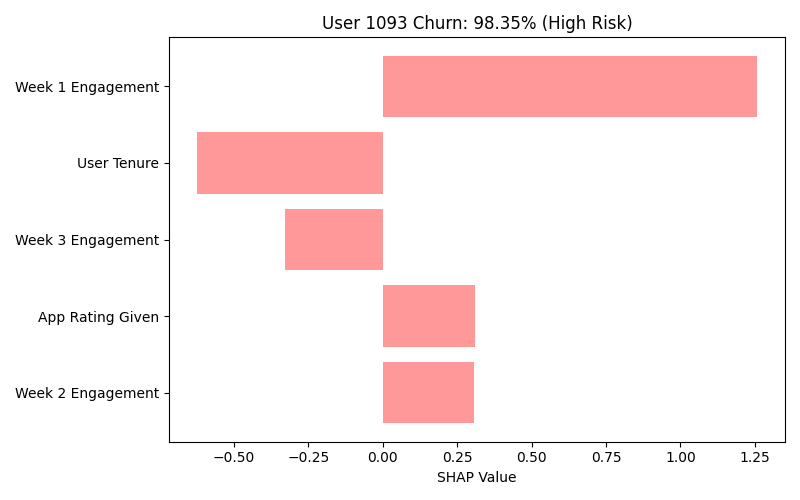 User 1093 Churn: 98.35% (High Risk)
Week 1 Engagement
User Tenure
Week 3 Engagement
App Rating Given
Week 2 Engagement
−0.50 −0.25 0.00 0.25 0.50 0.75 1.00 1.25
SHAP Value